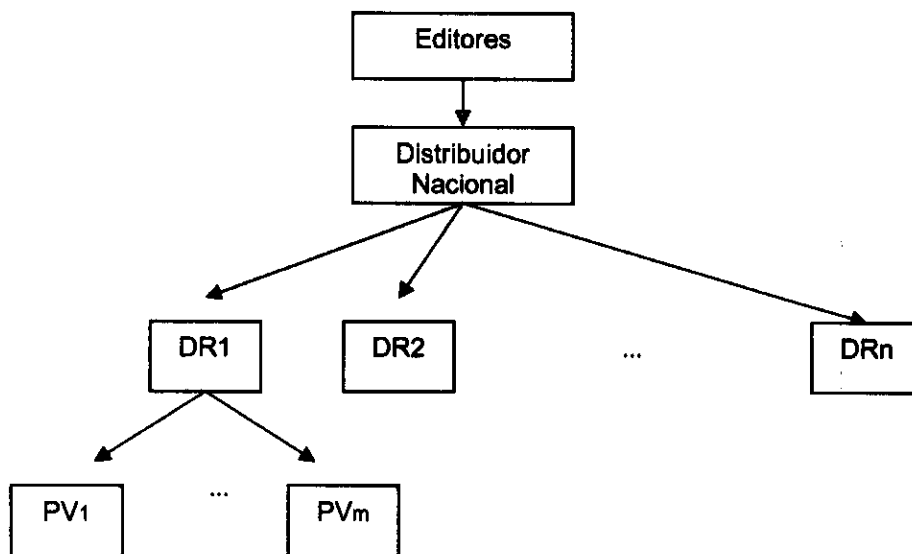 Editores
Distribuidor
Nacional
DR1
DR2
...
DRn
PV1
...
PVm